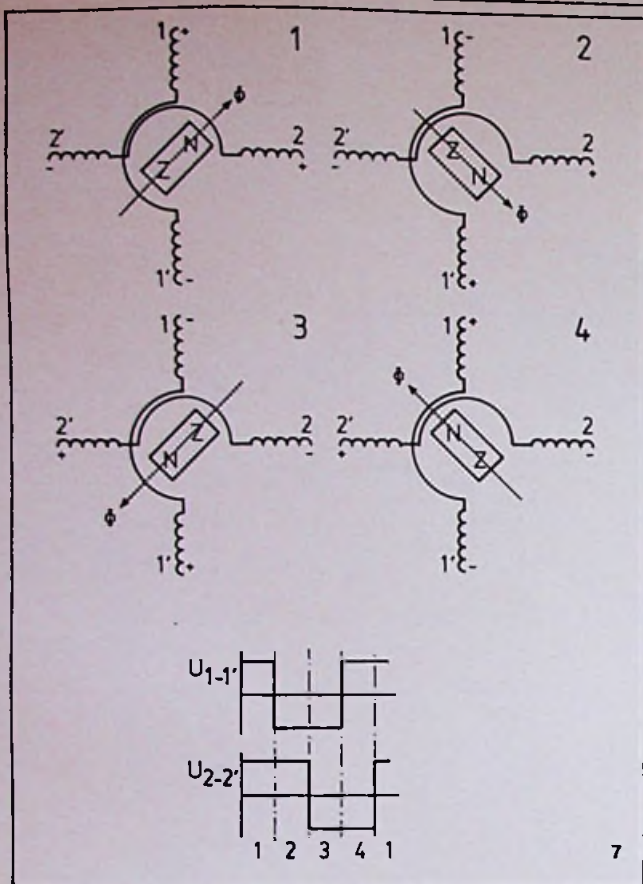 1 + 1
Φ
2' - N Z 2 +
1' -
1 - 2
2' - Z N 2 +
Φ
1' +
1 - 3
2' + Z N 2 -
Φ
1' +
1 + 4
Φ
2' + N Z 2 -
1' -
U1-1'
U2-2'
1 2 3 4 1
7